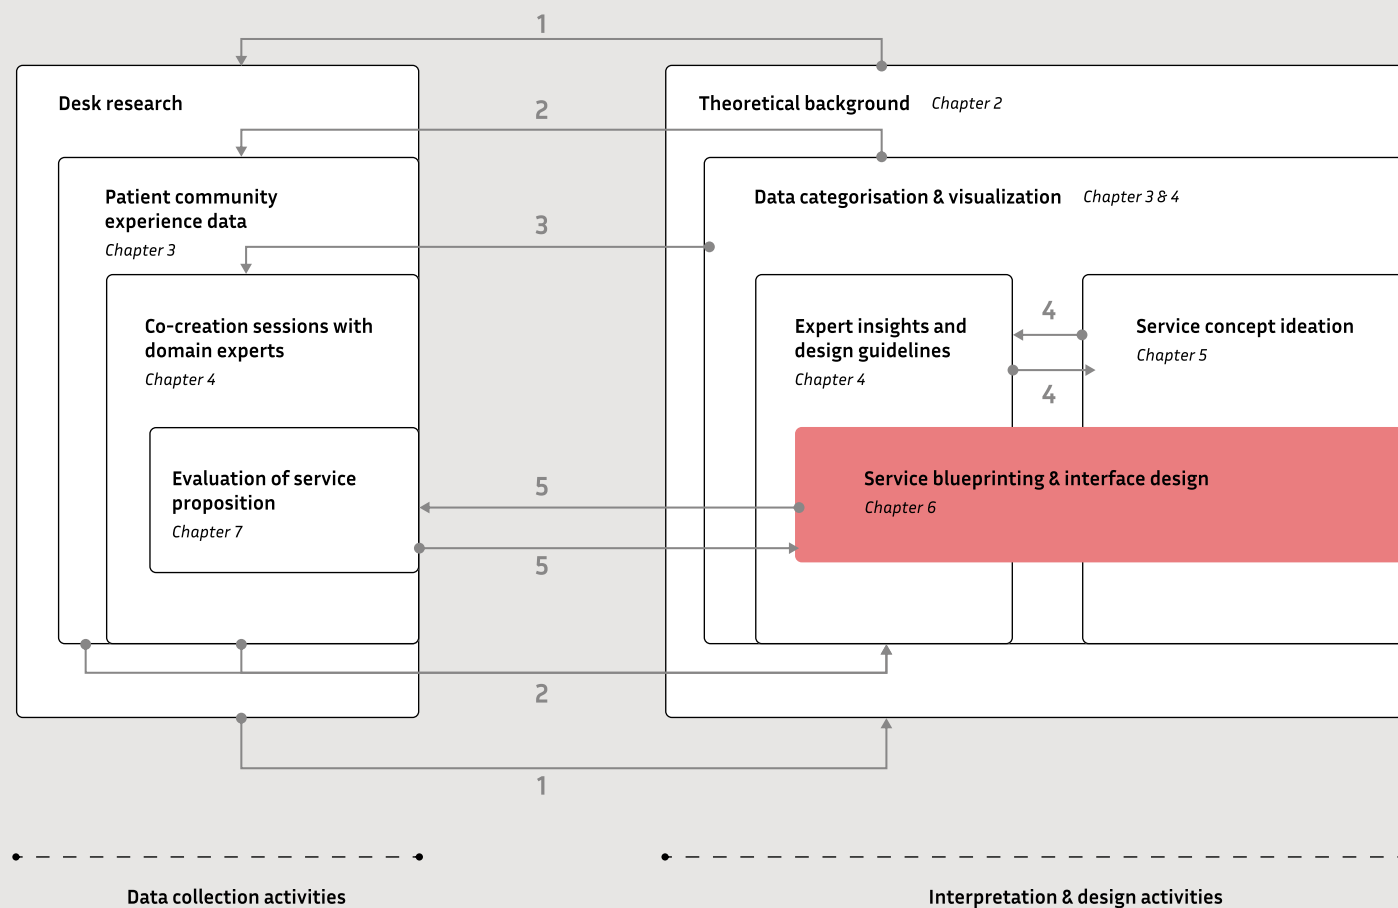 1
Desk research
Theoretical background Chapter 2
2
Patient community
experience data
Chapter 3
Data categorisation & visualization Chapter 3 & 4
3
Co-creation sessions with
domain experts
Chapter 4
Expert insights and
design guidelines
Chapter 4
4
4
Service concept ideation
Chapter 5
Evaluation of service
proposition
Chapter 7
5
5
Service blueprinting & interface design
Chapter 6
2
1
Data collection activities
Interpretation & design activities